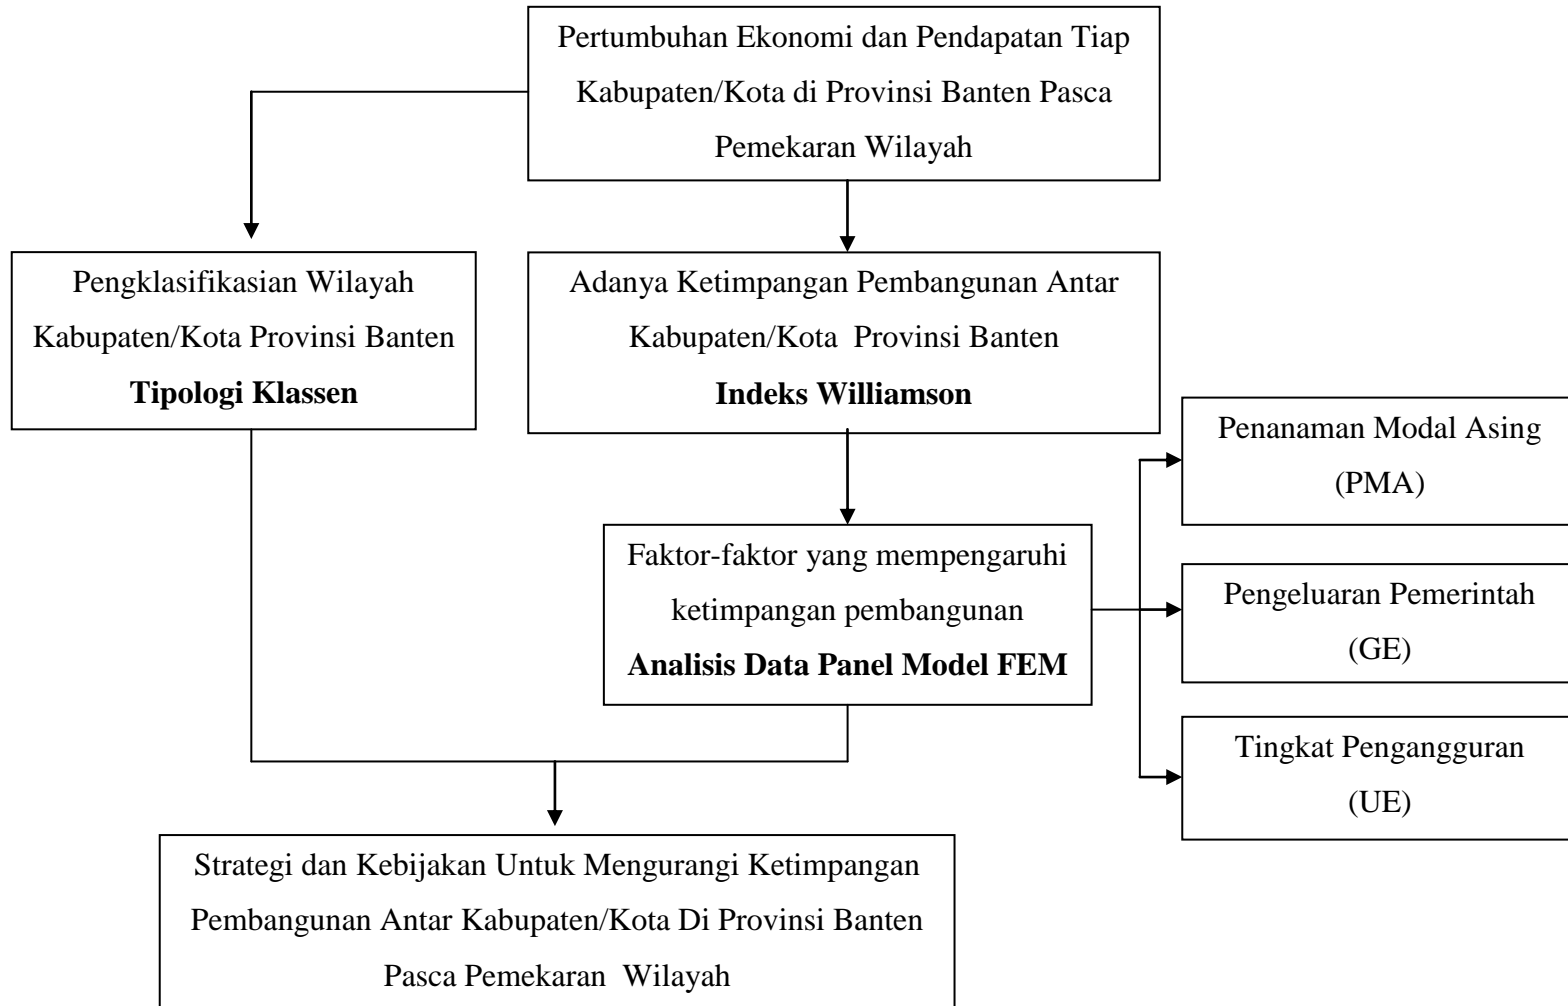 Pertumbuhan Ekonomi dan Pendapatan Tiap
Kabupaten/Kota di Provinsi Banten Pasca
Pemekaran Wilayah
Pengklasifikasian Wilayah
Kabupaten/Kota Provinsi Banten
Tipologi Klassen
Adanya Ketimpangan Pembangunan Antar
Kabupaten/Kota Provinsi Banten
Indeks Williamson
Faktor-faktor yang mempengaruhi
ketimpangan pembangunan
Analisis Data Panel Model FEM
Penanaman Modal Asing
(PMA)
Pengeluaran Pemerintah
(GE)
Tingkat Pengangguran
(UE)
Strategi dan Kebijakan Untuk Mengurangi Ketimpangan
Pembangunan Antar Kabupaten/Kota Di Provinsi Banten
Pasca Pemekaran Wilayah